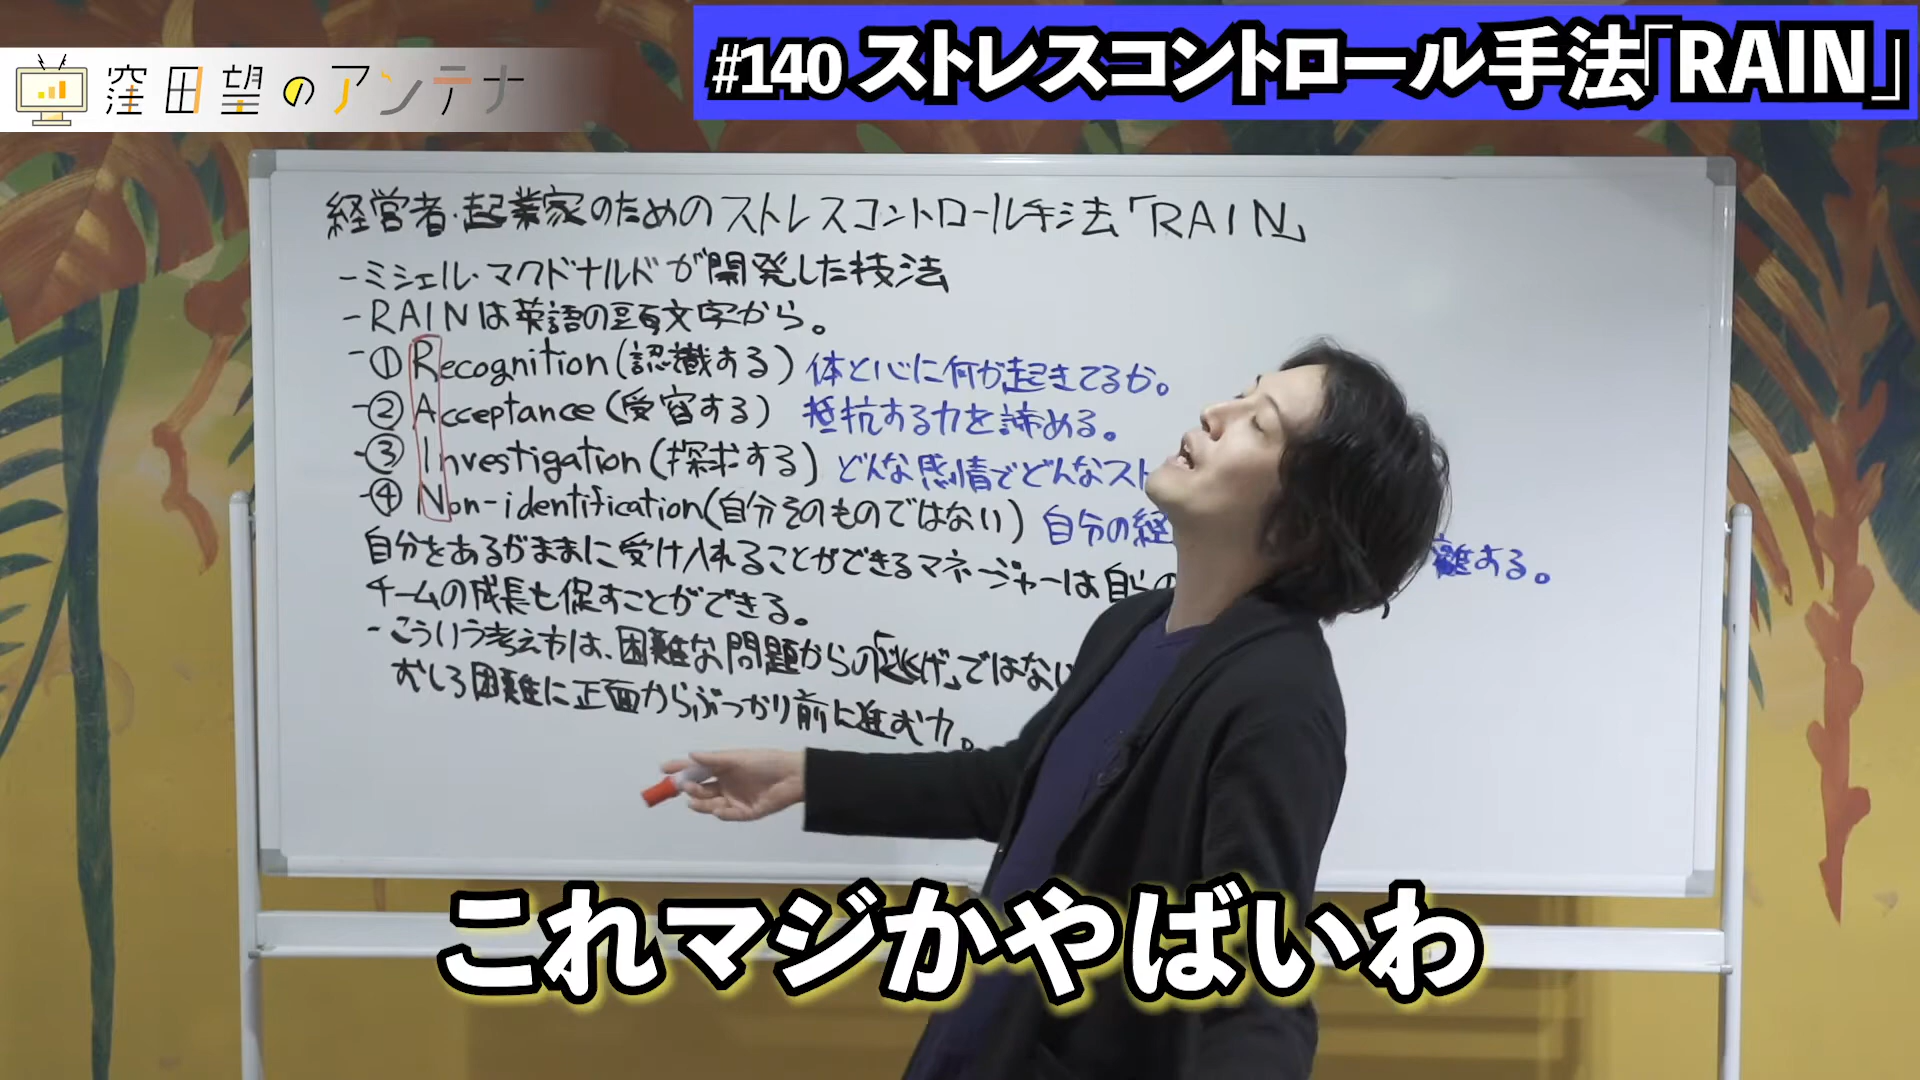 窪田望のアンテナ
#140 ストレスコントロール手法「RAIN」
経営者・起業家のためのストレスコントロール手法「RAIN」
-ミシェル・マクドナルドが開発した技法
-RAINは英語の頭文字から。
-①Recognition(認識する) 体と心に何が起きてるか。
-②Acceptance(受容する) 抵抗する力を諦める。
-③Investigation(探求する) どんな感情でどんなスト
-④Non-identification(自分そのものではない) 自分の経 離する。
自分をあるがままに受け入れることができるマネージャーは自らの
チームの成長も促すことができる。
-こういう考え方は、困難な問題からの「逃げ」ではない
むしろ困難に正面からぶつかり前に進む力。
これマジかやばいわ